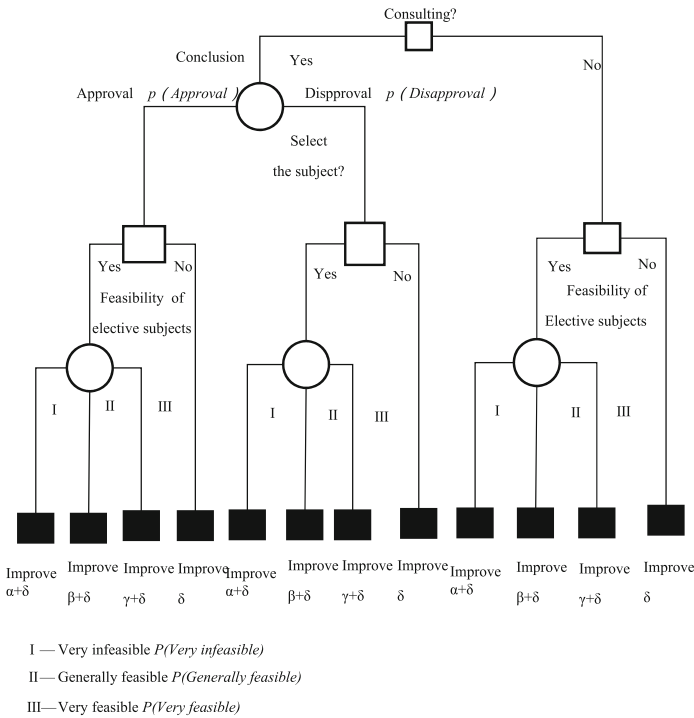 Consulting?
Conclusion
Yes
No
Approval p ( Approval )
Dispproval p ( Disapproval )
Select
the subject?
Yes
No
Feasibility of
elective subjects
Yes
No
Yes
No
Feasibility of
Elective subjects
I
II
III
I
II
III
I
II
III
Improve
α+δ
Improve
β+δ
Improve
γ+δ
Improve
δ
Improve
α+δ
Improve
β+δ
Improve
γ+δ
Improve
δ
Improve
α+δ
Improve
β+δ
Improve
γ+δ
Improve
δ
I — Very infeasible P(Very infeasible)
II— Generally feasible P(Generally feasible)
III— Very feasible P(Very feasible)